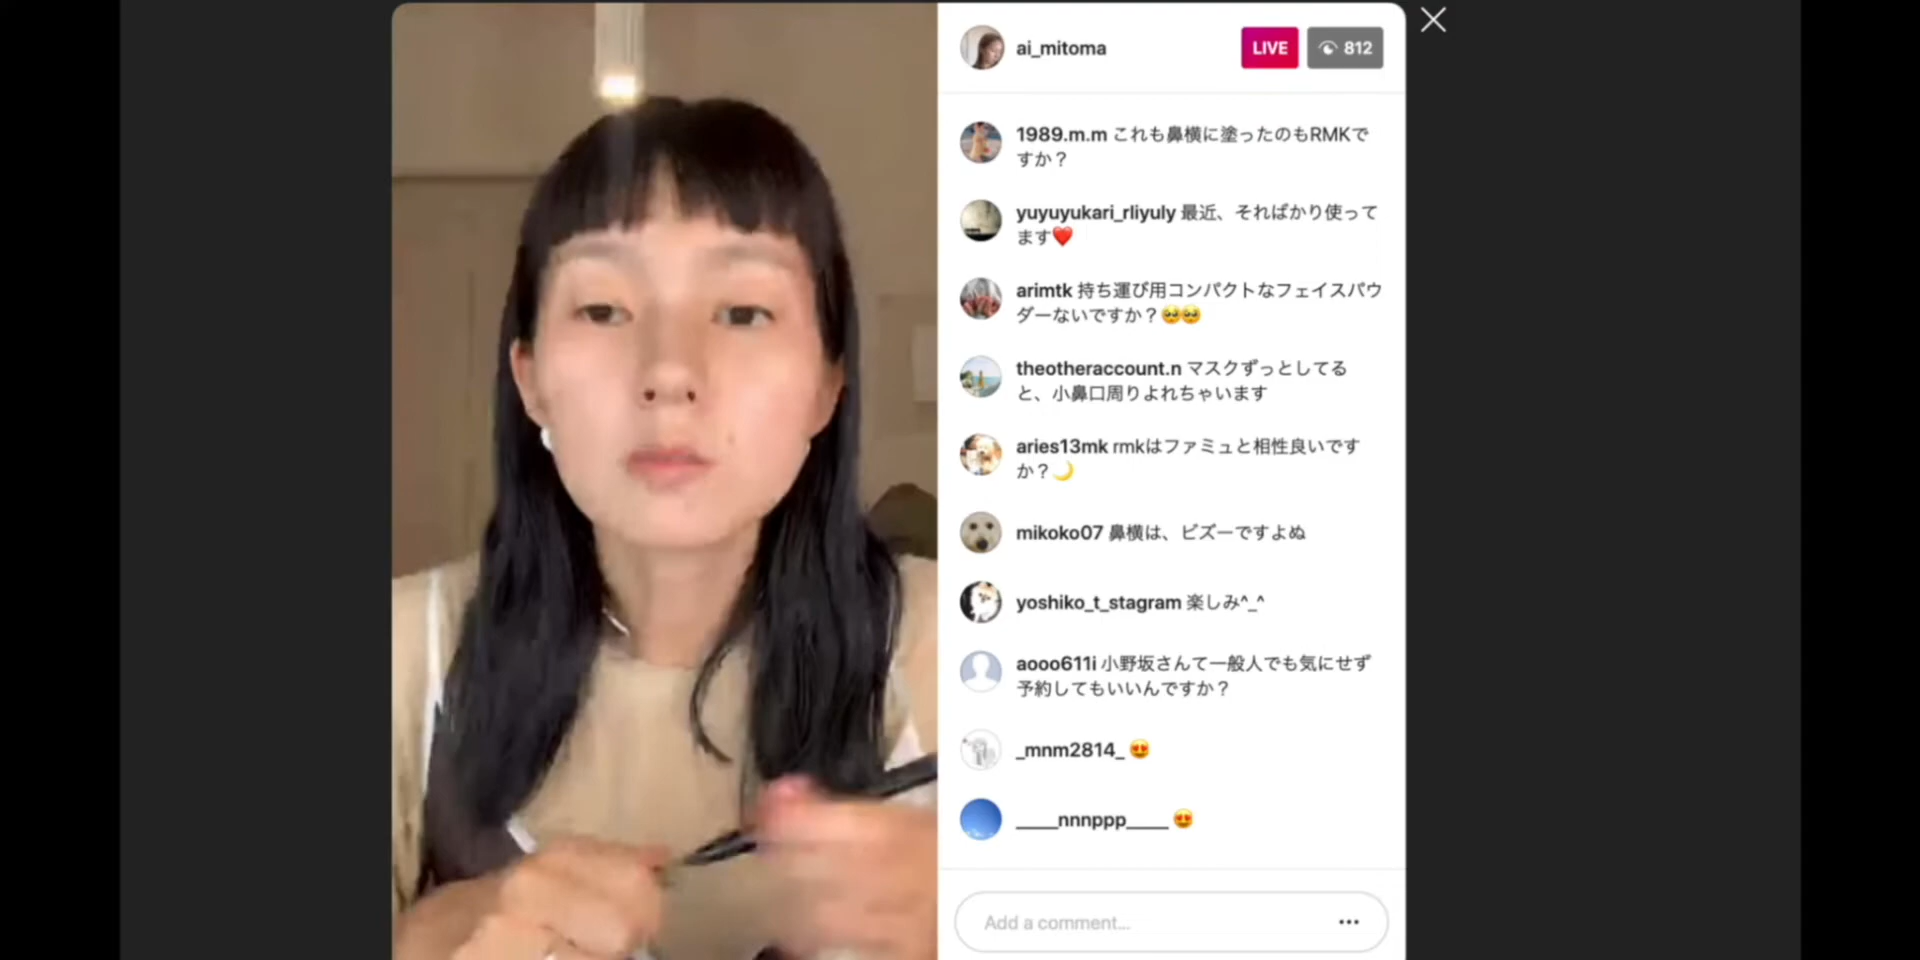 ai_mitoma
LIVE
812
1989.m.m これも鼻横に塗ったのもRMKで
すか？
yuyuyukari_rliyuly 最近、そればかり使って
ます❤️
arimtk 持ち運び用コンパクトなフェイスパウ
ダーないですか？🥺🥺
theotheraccount.n マスクずっとしてる
と、小鼻口周りよれちゃいます
aries13mk rmkはファミュと相性良いです
か？🌙
mikoko07 鼻横は、ビズーですよぬ
yoshiko_t_stagram 楽しみ^_^
aooo611i 小野坂さんて一般人でも気にせず
予約してもいいんですか？
_mnm2814_ 😍
_____nnnppp_____ 😍
Add a comment...